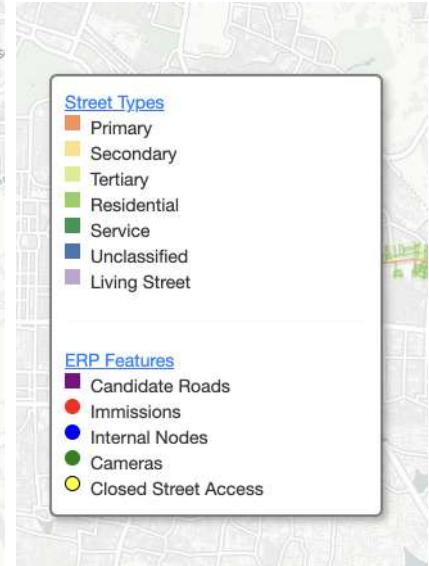 Street Types
Primary
Secondary
Tertiary
Residential
Service
Unclassified
Living Street
ERP Features
Candidate Roads
Immissions
Internal Nodes
Cameras
Closed Street Access